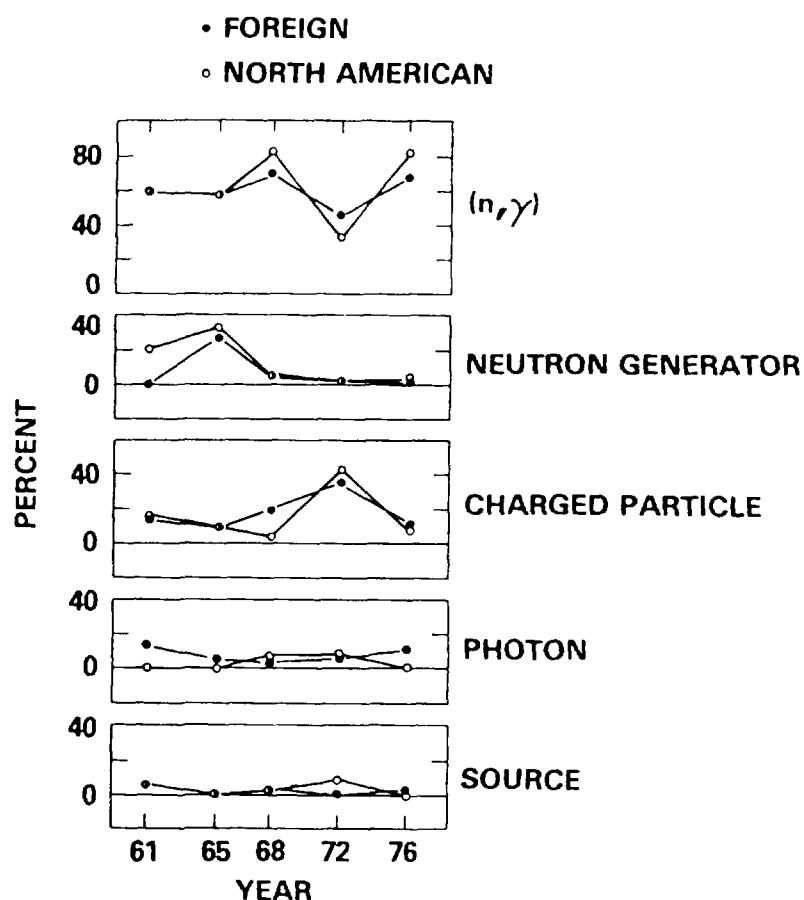 • FOREIGN
○ NORTH AMERICAN
80
40
0
(n,γ)
40
0
NEUTRON GENERATOR
PERCENT
40
0
CHARGED PARTICLE
40
0
PHOTON
40
0
SOURCE
61 65 68 72 76
YEAR